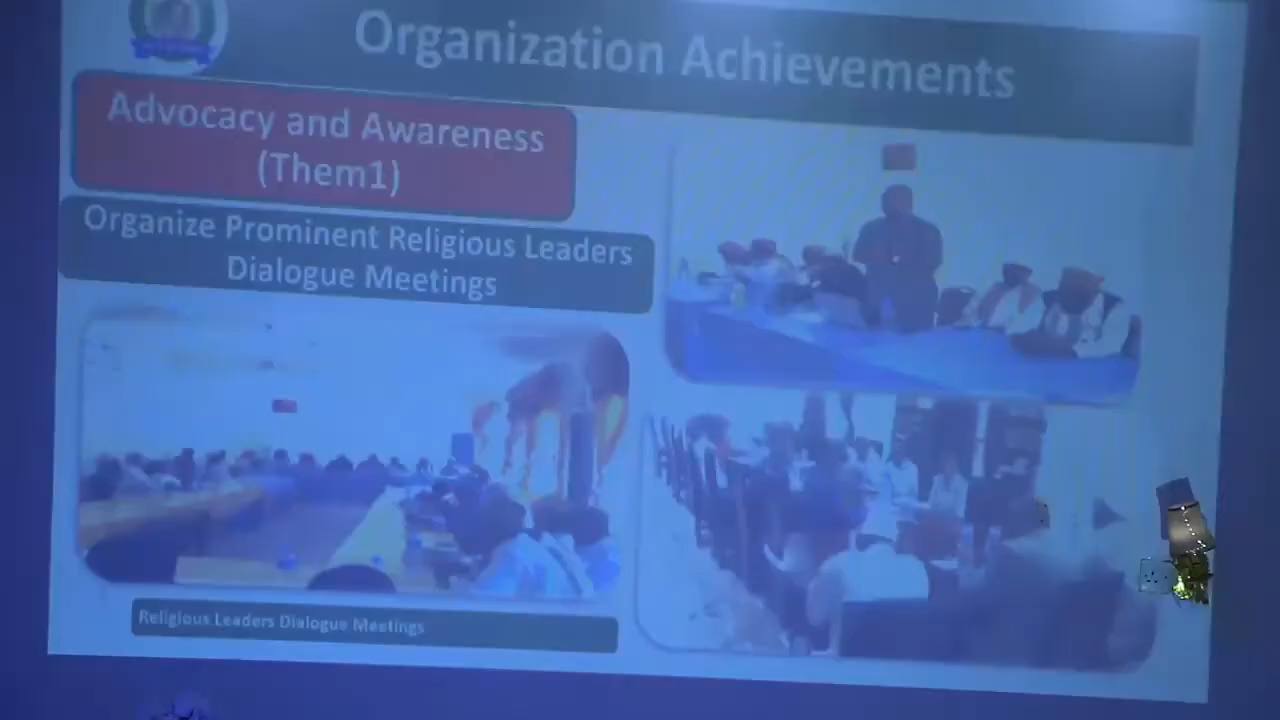 Organization Achievements
Advocacy and Awareness
(Them1)
Organize Prominent Religious Leaders
Dialogue Meetings
Religious Leaders Dialogue Meetings